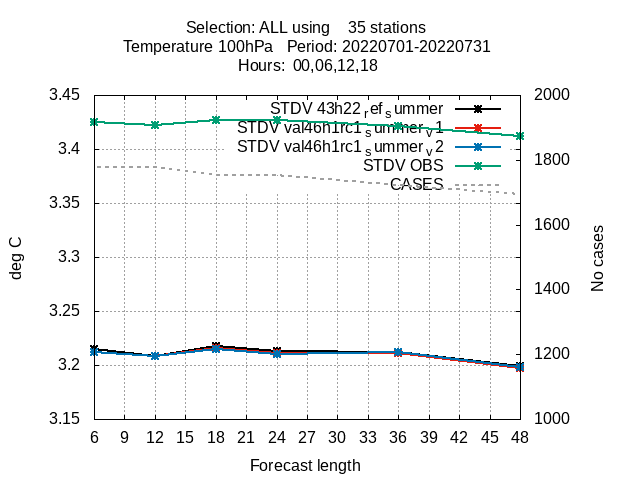 Selection: ALL using 35 stations
Temperature 100hPa Period: 20220701-20220731
Hours: 00,06,12,18
3.45
3.4
3.35
3.3
3.25
3.2
3.15
2000
1800
1600
1400
1200
1000
STDV 43h22_ref_summer
STDV val46h1rc1_summer_v1
STDV val46h1rc1_summer_v2
STDV OBS
CASES
deg C
No cases
6 9 12 15 18 21 24 27 30 33 36 39 42 45 48
Forecast length